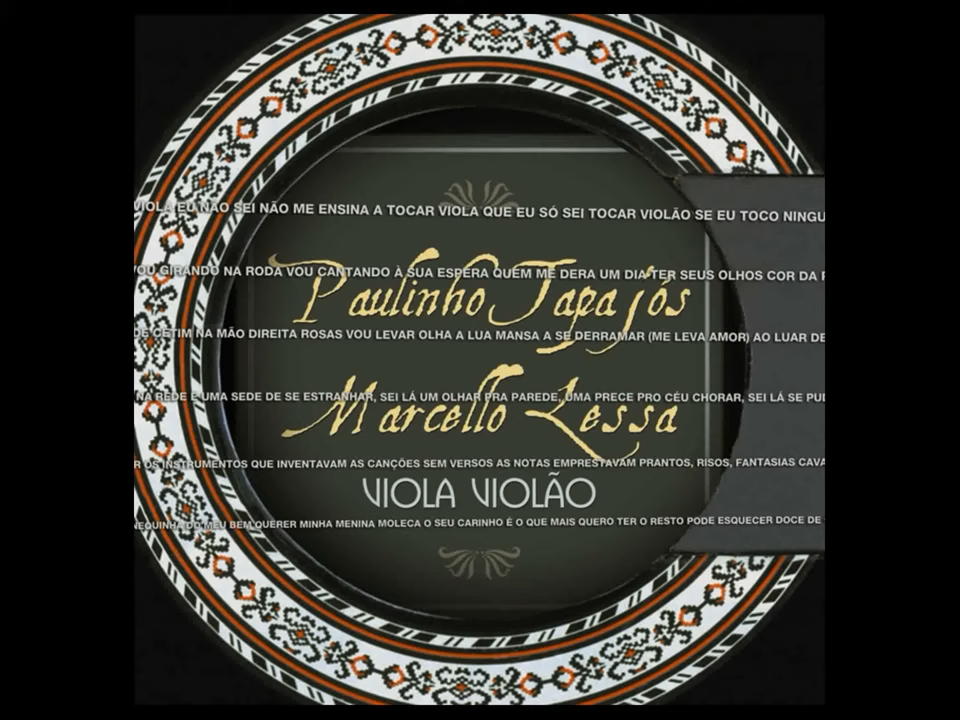 VIOLA EU NÃO SEI NÃO ME ENSINA A TOCAR VIOLA QUE EU SÓ SEI TOCAR VIOLÃO SE EU TOCO NINGU
VOU GIRANDO NA RODA VOU CANTANDO À SUA ESPERA QUEM ME DERA UM DIA TER SEUS OLHOS COR DA
Paulinho Tapajós
DE CETIM NA MÃO DIREITA ROSAS VOU LEVAR OLHA A LUA MANSA A SE DERRAMAR (ME LEVA AMOR) AO LUAR DE
NA REDE E UMA SEDE DE SE ESTRANHAR, SEI LÁ UM OLHAR PRA PAREDE, UMA PRECE PRO CÉU CHORAR, SEI LÁ SE PUL
Marcello Lessa
R OS INSTRUMENTOS QUE INVENTAVAM AS CANÇÕES SEM VERSOS AS NOTAS EMPRESTAVAM PRANTOS, RISOS, FANTASIAS CAVA
VIOLA VIOLÃO
NEQUINHA DO MEU BEM QUERER MINHA MENINA MOLECA O SEU CARINHO É O QUE MAIS QUERO TER O RESTO PODE ESQUECER DOCE DE